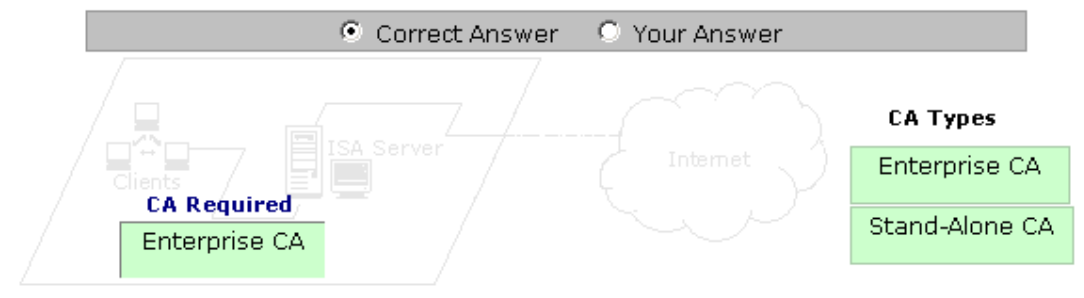 Correct Answer Your Answer
CA Types
ISA Server
Internet
Enterprise CA
Clients
CA Required
Stand-Alone CA
Enterprise CA